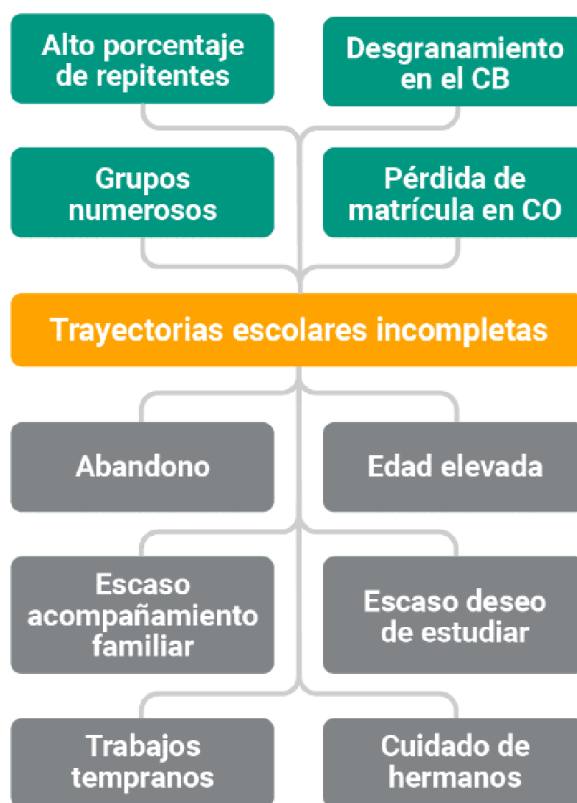 Alto porcentaje
de repitentes
Desgranamiento
en el CB
Grupos
numerosos
Pérdida de
matrícula en CO
Trayectorias escolares incompletas
Abandono
Edad elevada
Escaso
acompañamiento
familiar
Escaso deseo
de estudiar
Trabajos
tempranos
Cuidado de
hermanos